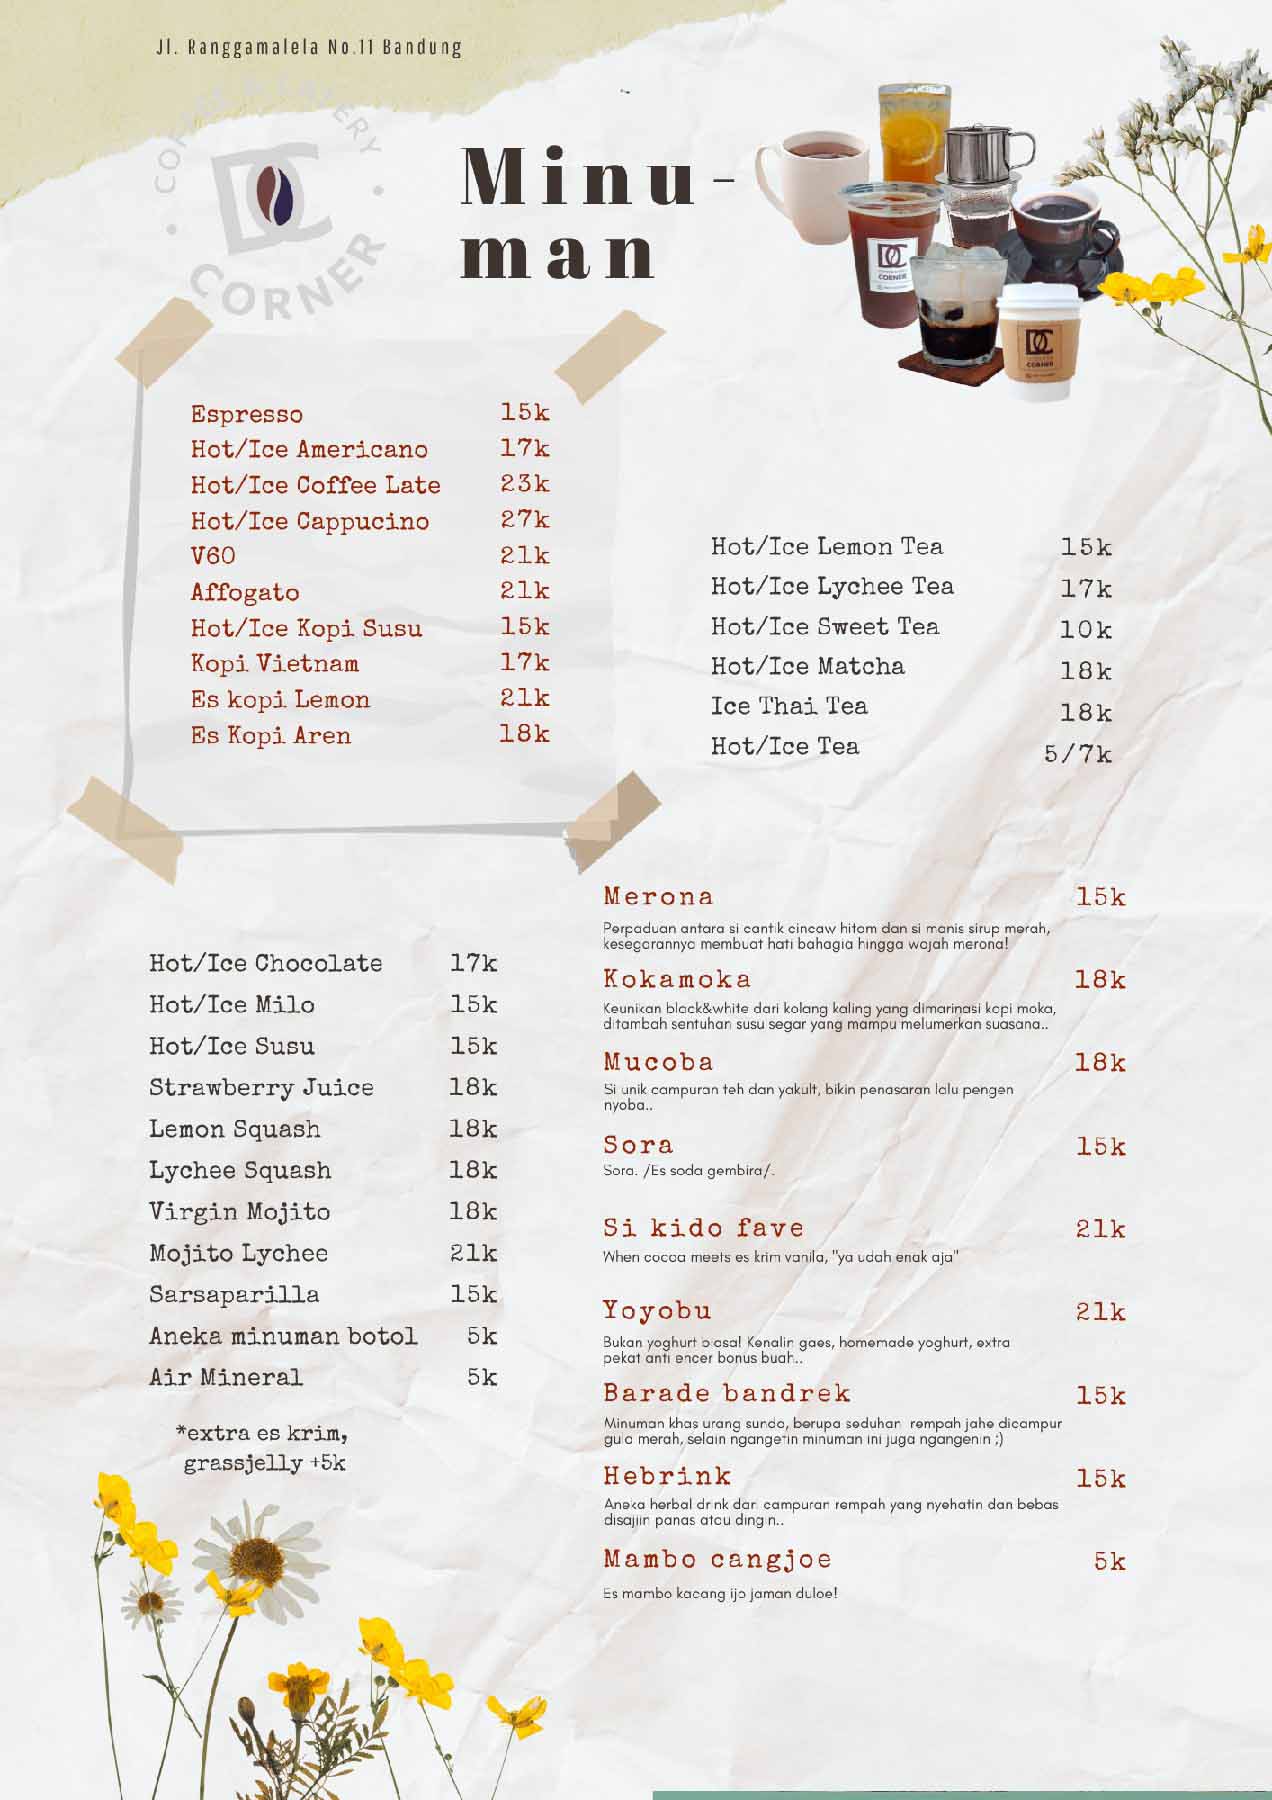 Jl. Ranggamalela No.11 Bandung
DC
CORNER
Minu-
man
DC
CORNER
DC
CORNER
Espresso 15k
Hot/Ice Americano 17k
Hot/Ice Coffee Late 23k
Hot/Ice Cappucino 27k
V60 21k
Affogato 21k
Hot/Ice Kopi Susu 15k
Kopi Vietnam 17k
Es kopi Lemon 21k
Es Kopi Aren 18k
Hot/Ice Lemon Tea 15k
Hot/Ice Lychee Tea 17k
Hot/Ice Sweet Tea 10k
Hot/Ice Matcha 18k
Ice Thai Tea 18k
Hot/Ice Tea 5/7k
Hot/Ice Chocolate 17k
Hot/Ice Milo 15k
Hot/Ice Susu 15k
Strawberry Juice 18k
Lemon Squash 18k
Lychee Squash 18k
Virgin Mojito 18k
Mojito Lychee 21k
Sarsaparilla 15k
Aneka minuman botol 5k
Air Mineral 5k
*extra es krim,
grassjelly +5k
Merona 15k
Perpaduan antara si cantik cincaw hitam dan si manis sirup merah,
kesegarannya membuat hati bahagia hingga wajah merona!
Kokamoka 18k
Keunikan black&white dari kolang kaling yang dimarinasi kopi moka,
ditambah sentuhan susu segar yang mampu melumerkan suasana..
Mucoba 18k
Si unik campuran teh dan yakult, bikin penasaran lalu pengen
nyoba..
Sora 15k
Sora. /Es soda gembira/.
Si kido fave 21k
When cocoa meets es krim vanila, "ya udah enak aja"
Yoyobu 21k
Bukan yoghurt biasa! Kenalin gaes, homemade yoghurt, extra
pekat anti encer bonus buah..
Barade bandrek 15k
Minuman khas urang sunda, berupa seduhan rempah jahe dicampur
gula merah, selain ngangetin minuman ini juga ngangenin ;)
Hebrink 15k
Aneka herbal drink dari campuran rempah yang nyehatin dan bebas
disajiin panas atau dingin..
Mambo cangjoe 5k
Es mambo kacang ijo jaman duloe!